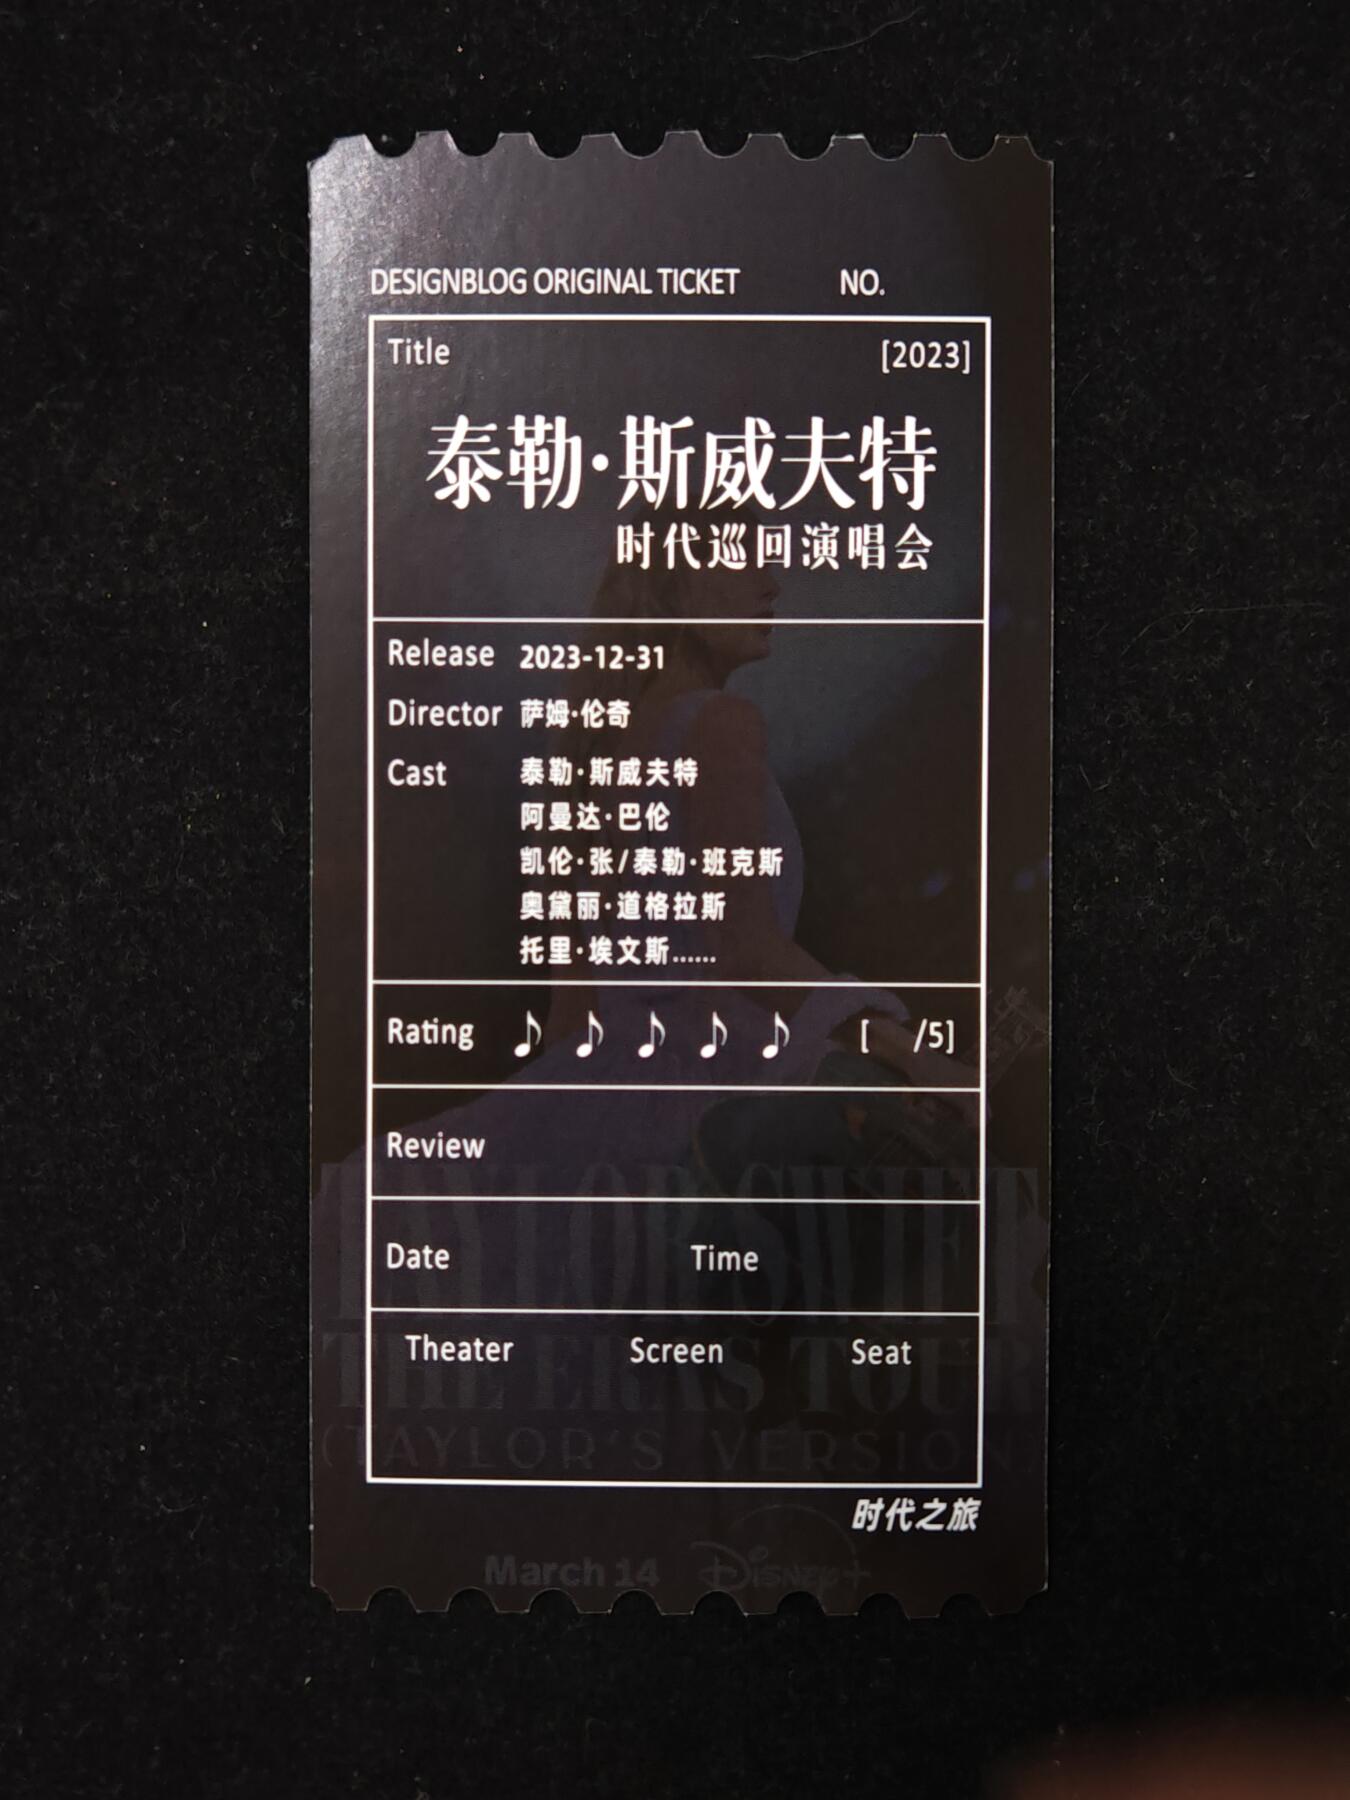 DESIGNBLOG ORIGINAL TICKET NO.
Title [2023]
泰勒·斯威夫特
时代巡回演唱会
Release 2023-12-31
Director 萨姆·伦奇
Cast 泰勒·斯威夫特
阿曼达·巴伦
凯伦·张/泰勒·班克斯
奥黛丽·道格拉斯
托里·埃文斯......
Rating [ /5]
Review
TAYLOR SWIFT
Date Time
Theater Screen Seat
THE ERAS TOUR
(TAYLOR'S VERSION)
时代之旅
March 14 Disney+